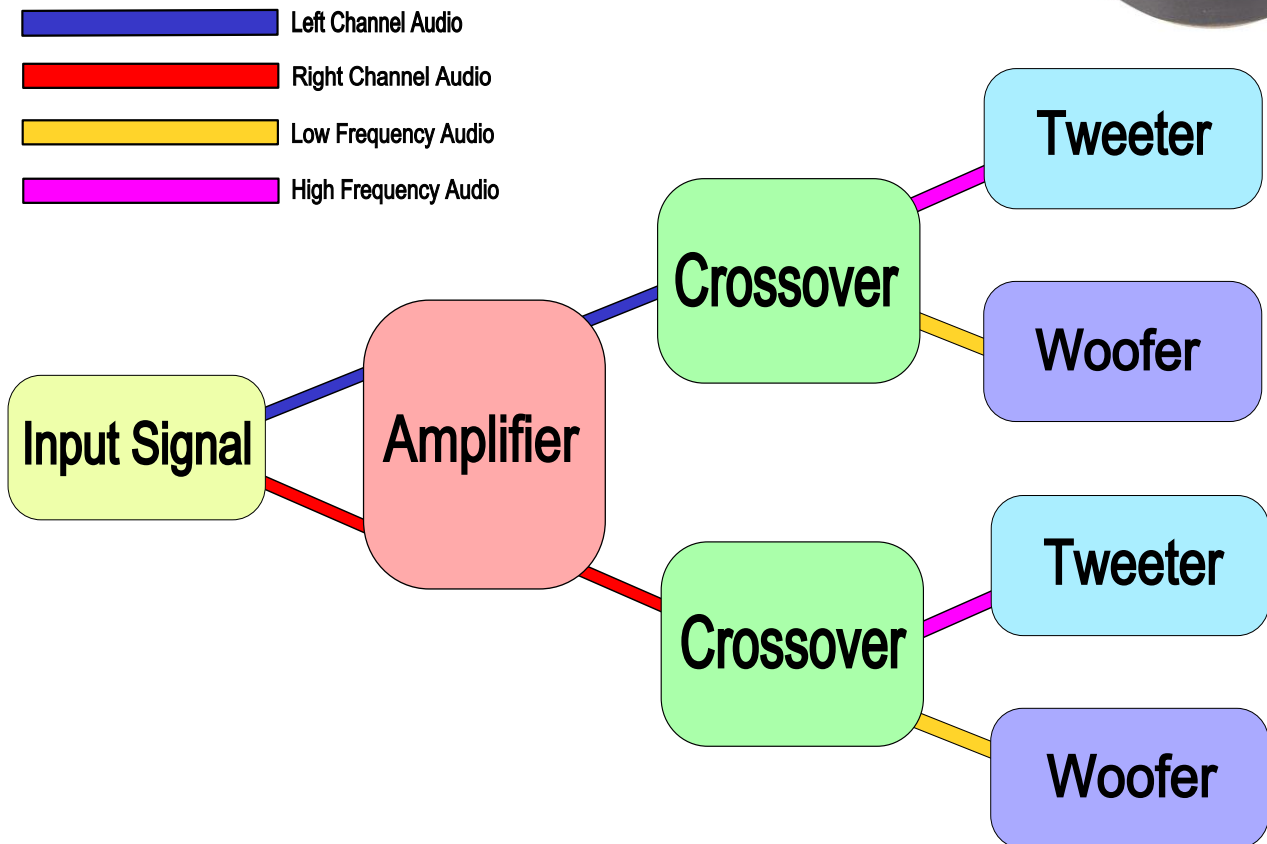 Left Channel Audio
Right Channel Audio
Low Frequency Audio
High Frequency Audio
Tweeter
Crossover
Woofer
Amplifier
Input Signal
Tweeter
Crossover
Woofer